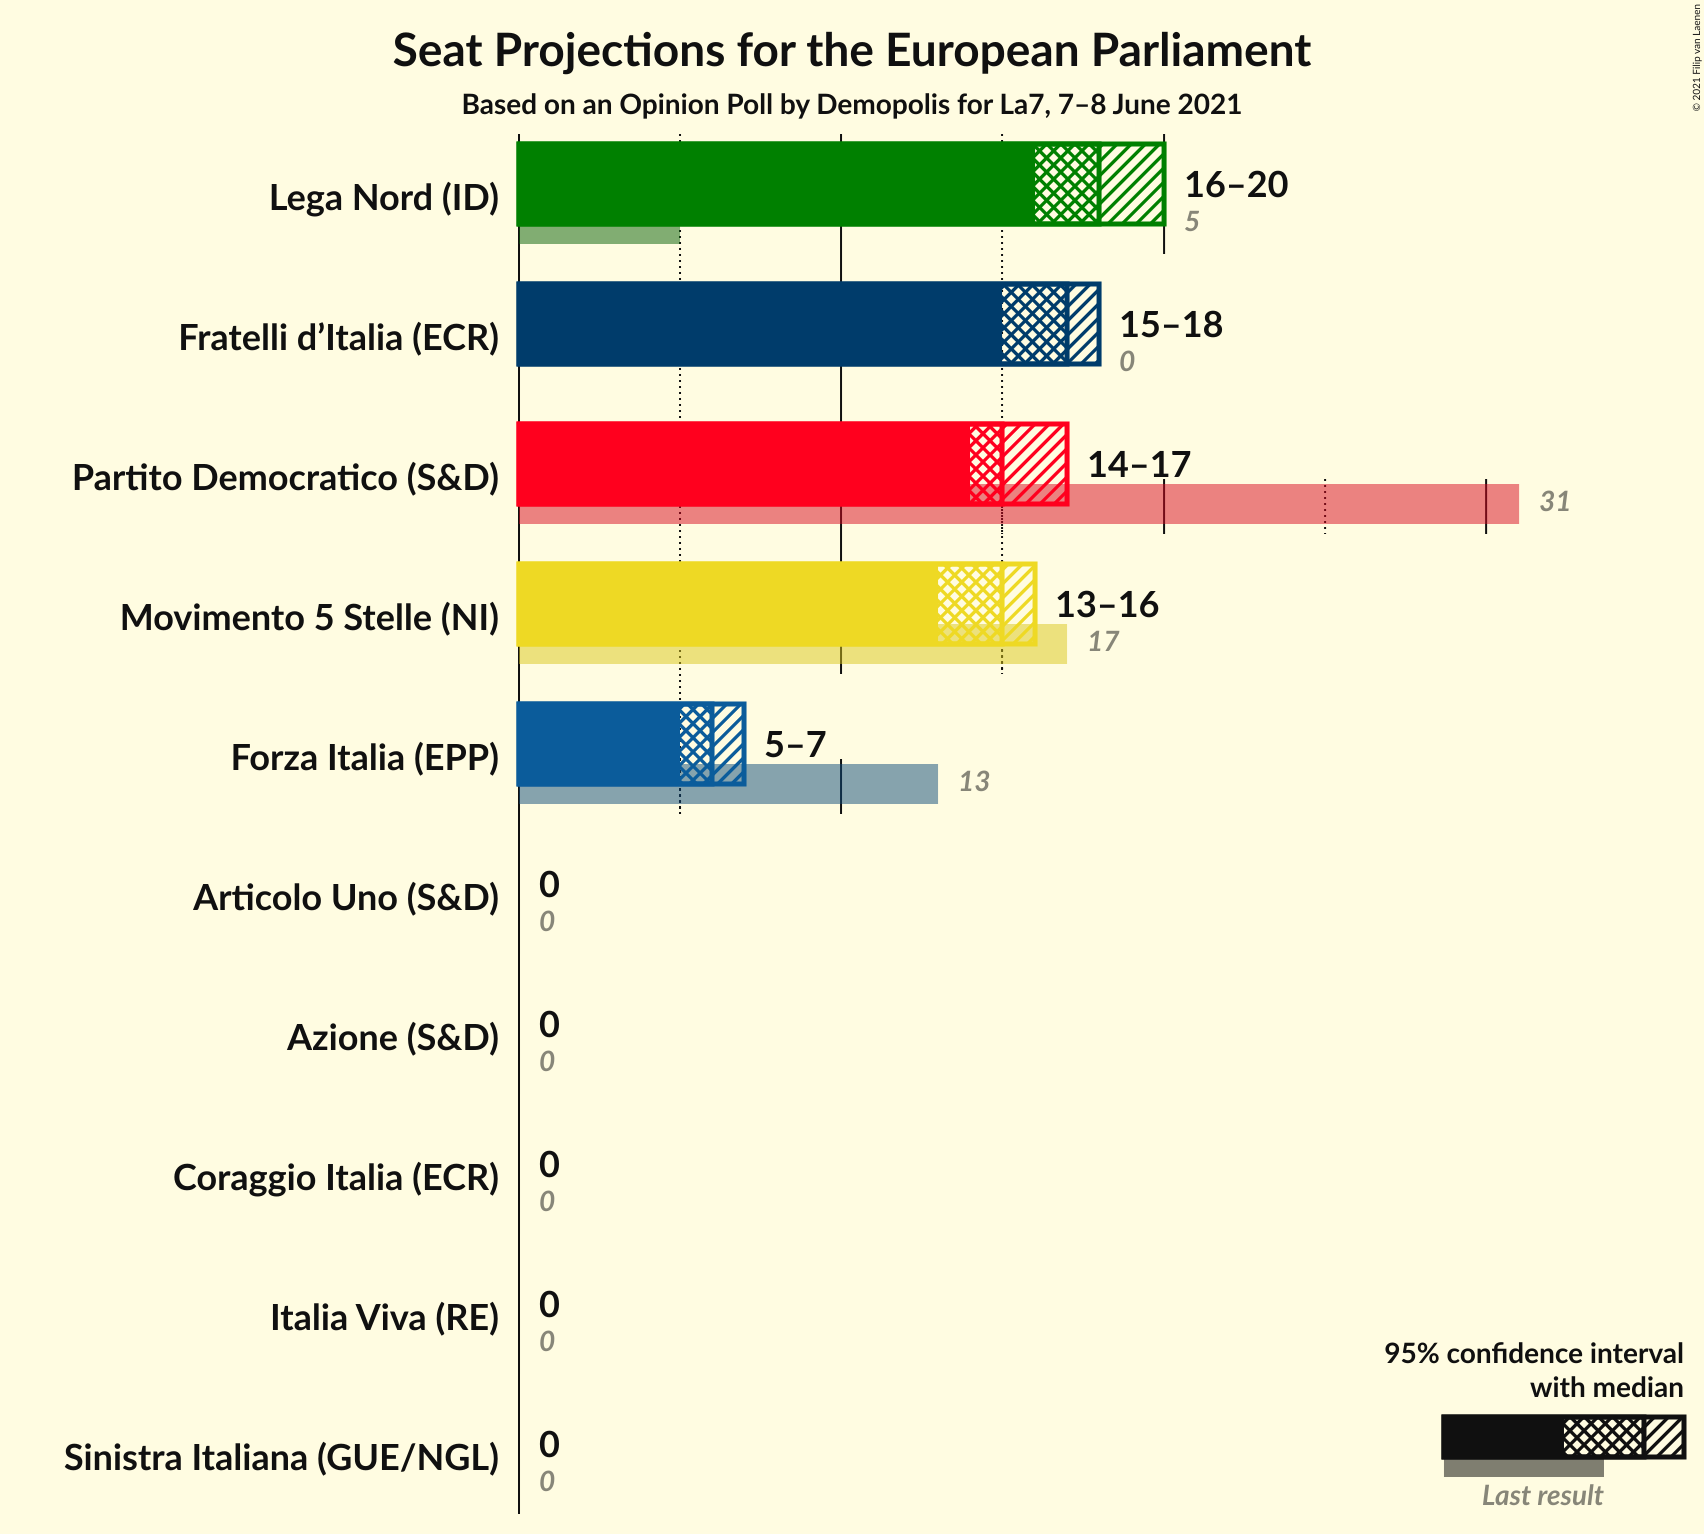 Seat Projections for the European Parliament
Based on an Opinion Poll by Demopolis for La7, 7–8 June 2021
© 2021 Filip van Laenen
Lega Nord (ID)
16–20
5
Fratelli d’Italia (ECR)
15–18
0
Partito Democratico (S&D)
14–17
31
Movimento 5 Stelle (NI)
13–16
17
Forza Italia (EPP)
5–7
13
Articolo Uno (S&D)
0
0
Azione (S&D)
0
0
Coraggio Italia (ECR)
0
0
Italia Viva (RE)
0
0
Sinistra Italiana (GUE/NGL)
0
0
95% confidence interval
with median
Last result